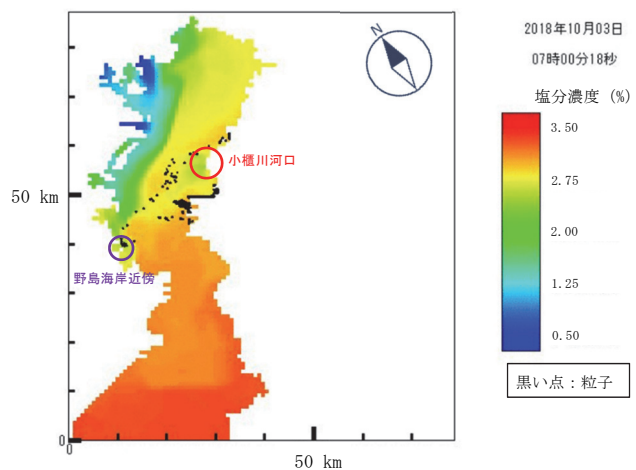 2018年10月03日
07時00分18秒
N
塩分濃度 (%)
3.50
小櫃川河口
2.75
50 km
2.00
野島海岸近傍
1.25
0.50
黒い点：粒子
0
0
50 km